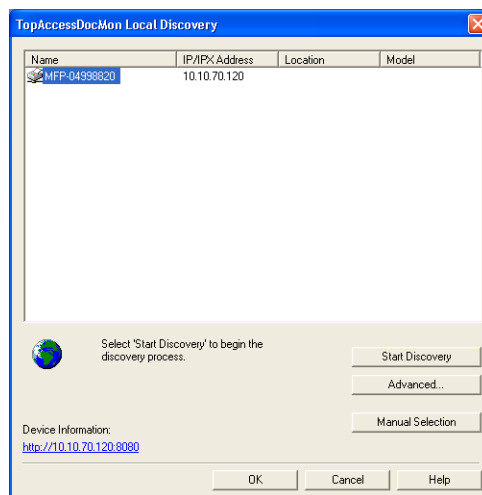 TopAccessDocMon Local Discovery
Name IP/IPX Address Location Model
MFP-04998820 10.10.70.120
Select 'Start Discovery' to begin the
discovery process.
Start Discovery
Advanced...
Manual Selection
Device Information:
http://10.10.70.120:8080
OK Cancel Help